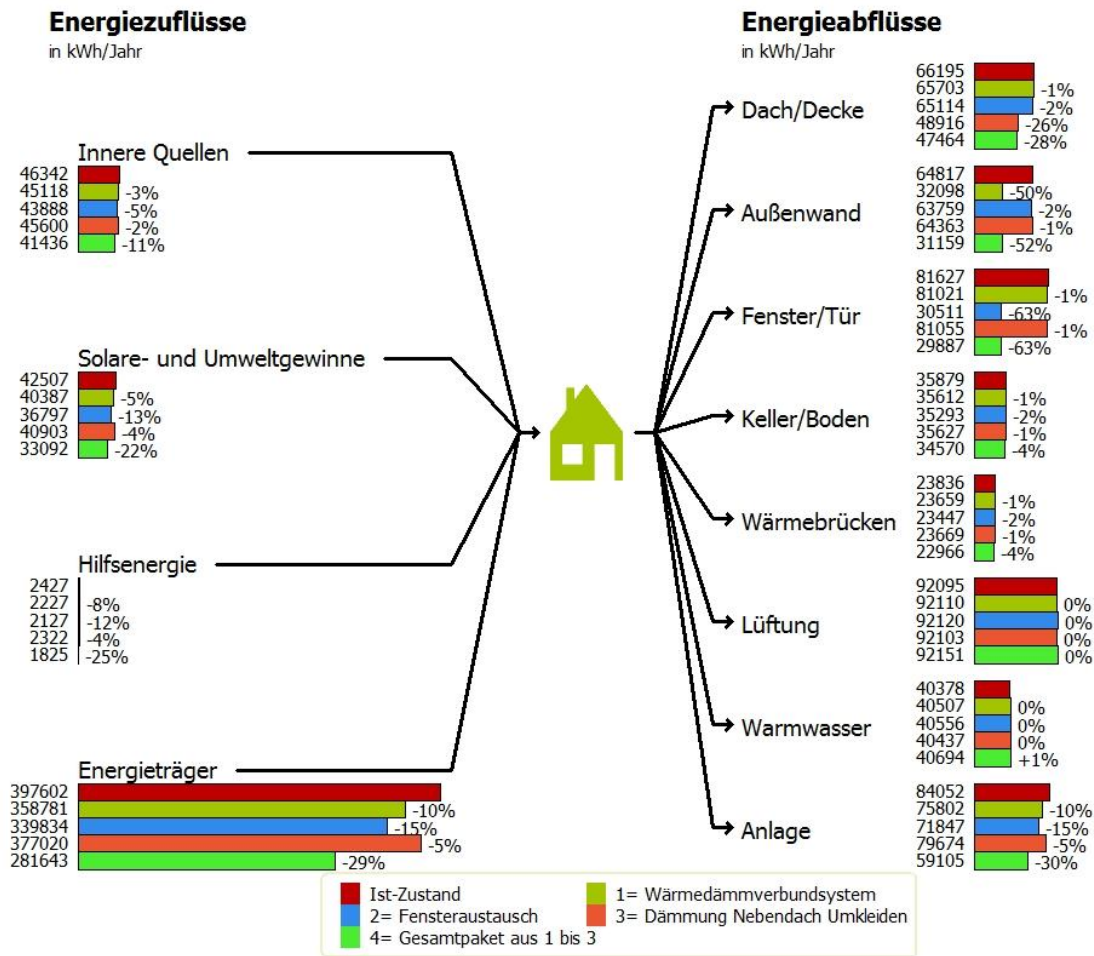 Energiezuflüsse
in kWh/Jahr
Innere Quellen
46342
45118 -3%
43888 -5%
45600 -2%
41436 -11%
Solare- und Umweltgewinne
42507
40387 -5%
36797 -13%
40903 -4%
33092 -22%
Hilfsenergie
2427
2227 -8%
2127 -12%
2322 -4%
1825 -25%
Energieträger
397602
358781 -10%
339834 -15%
377020 -5%
281643 -29%
Energieabflüsse
in kWh/Jahr
Dach/Decke
66195
65703 -1%
65114 -2%
48916 -26%
47464 -28%
Außenwand
64817
32098 -50%
63759 -2%
64363 -1%
31159 -52%
Fenster/Tür
81627
81021 -1%
30511 -63%
81055 -1%
29887 -63%
Keller/Boden
35879
35612 -1%
35293 -2%
35627 -1%
34570 -4%
Wärmebrücken
23836
23659 -1%
23447 -2%
23669 -1%
22966 -4%
Lüftung
92095
92110 0%
92120 0%
92103 0%
92151 0%
Warmwasser
40378
40507 0%
40556 0%
40437 0%
40694 +1%
Anlage
84052
75802 -10%
71847 -15%
79674 -5%
59105 -30%
Ist-Zustand
1= Wärmedämmverbundsystem
2= Fensteraustausch
3= Dämmung Nebendach Umkleiden
4= Gesamtpaket aus 1 bis 3